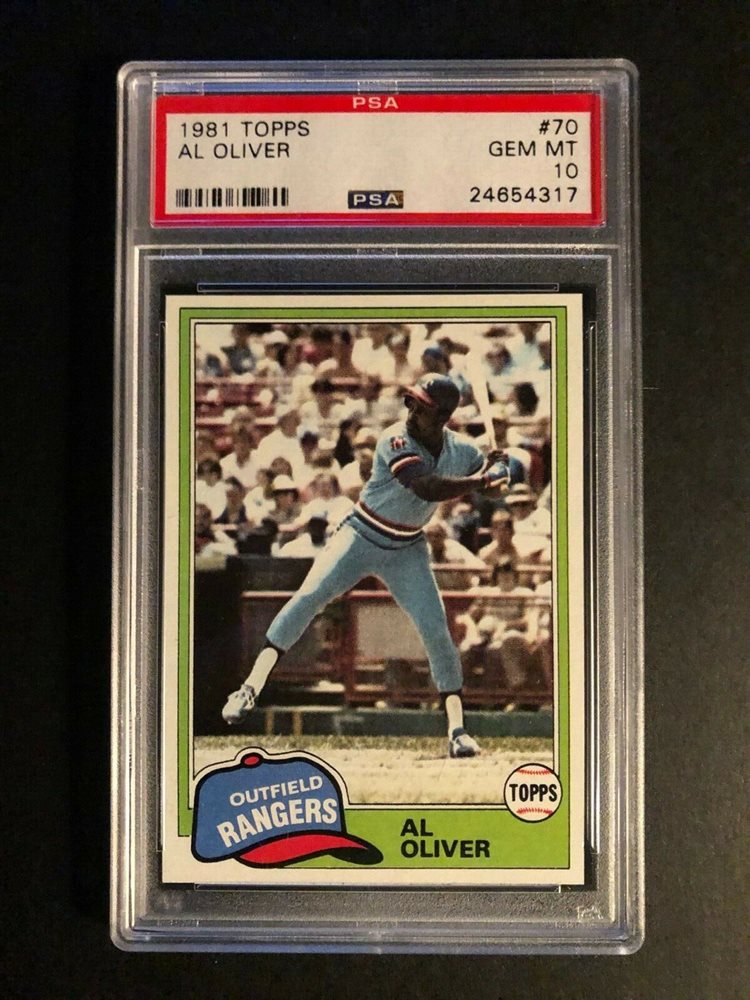 PSA
1981 TOPPS #70
AL OLIVER GEM MT
10
PSA 24654317
OUTFIELD
RANGERS
TOPPS
AL
OLIVER